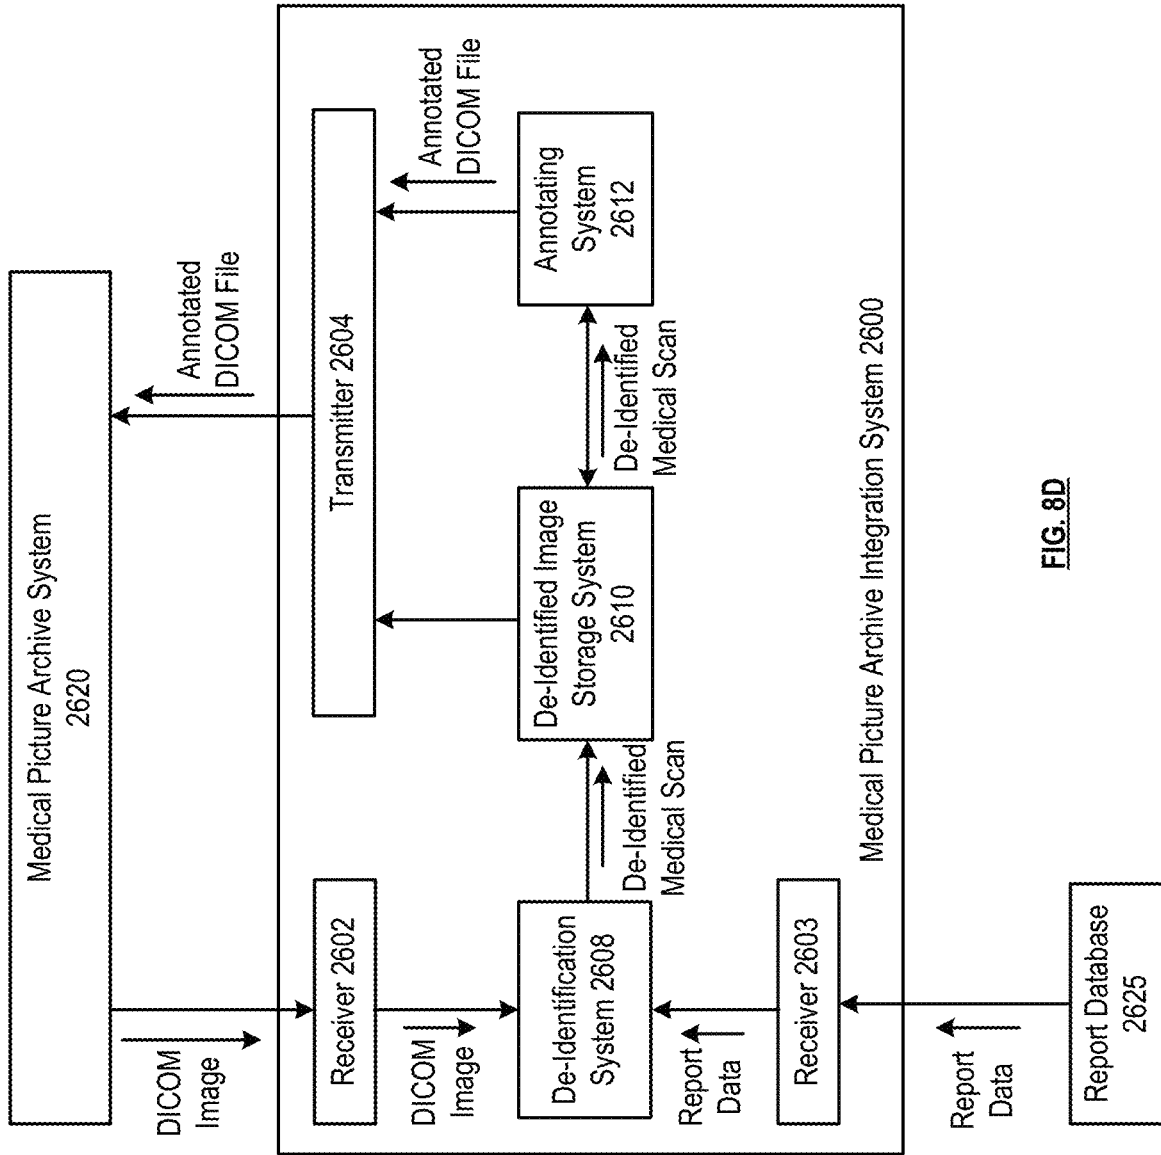 Medical Picture Archive System
2620
DICOM
Image
Annotated
DICOM File
Receiver 2602
Transmitter 2604
DICOM
Image
Annotated
DICOM File
De-Identification
System 2608
De-Identified
Medical Scan
De-Identified Image
Storage System
2610
De-Identified
Medical Scan
Annotating
System
2612
Report
Data
Receiver 2603
Medical Picture Archive Integration System 2600
Report
Data
Report Database
2625
FIG. 8D